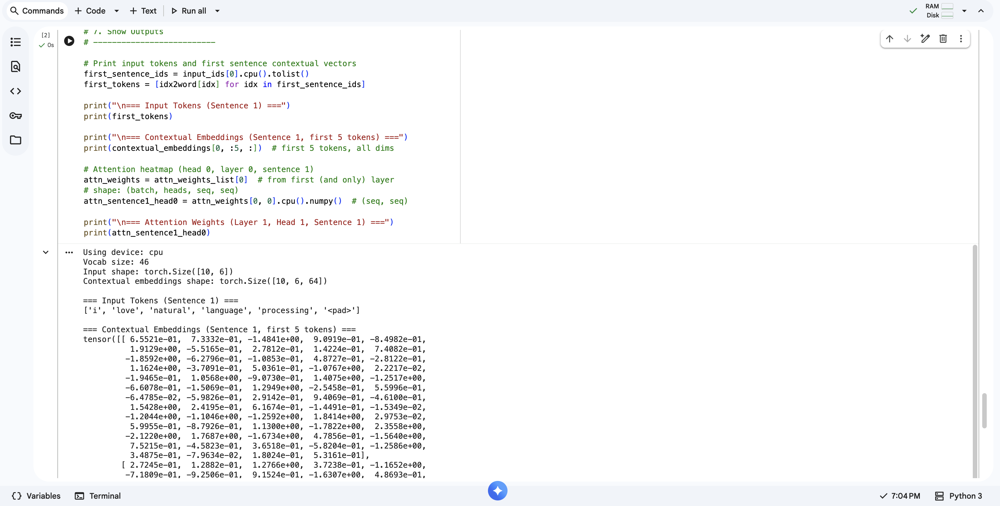 Commands + Code + Text Run all RAM
Disk
[2]
0s
# 7. Show Outputs
# --------------------------
# Print input tokens and first sentence contextual vectors
first_sentence_ids = input_ids[0].cpu().tolist()
first_tokens = [idx2word[idx] for idx in first_sentence_ids]
print("\n=== Input Tokens (Sentence 1) ===")
print(first_tokens)
print("\n=== Contextual Embeddings (Sentence 1, first 5 tokens) ===")
print(contextual_embeddings[0, :5, :])  # first 5 tokens, all dims
# Attention heatmap (head 0, layer 0, sentence 1)
attn_weights = attn_weights_list[0]  # from first (and only) layer
# shape: (batch, heads, seq, seq)
attn_sentence1_head0 = attn_weights[0, 0].cpu().numpy()  # (seq, seq)
print("\n=== Attention Weights (Layer 1, Head 1, Sentence 1) ===")
print(attn_sentence1_head0)
Using device: cpu
Vocab size: 46
Input shape: torch.Size([10, 6])
Contextual embeddings shape: torch.Size([10, 6, 64])
=== Input Tokens (Sentence 1) ===
['i', 'love', 'natural', 'language', 'processing', '<pad>']
=== Contextual Embeddings (Sentence 1, first 5 tokens) ===
tensor([[ 6.5521e-01,  7.3332e-01, -1.4841e+00,  9.0919e-01, -8.4982e-01,
1.9129e+00, -5.5165e-01,  2.7812e-01,  1.4224e-01,  7.4082e-01,
-1.8592e+00, -6.2796e-01, -1.0853e-01,  4.8727e-01, -2.8122e-01,
1.1624e+00, -3.7091e-01,  5.0361e-01, -1.0767e+00,  2.2217e-02,
-1.9465e-01,  1.0568e+00, -9.0730e-01,  1.4075e+00, -1.2517e+00,
-6.6078e-01, -1.5069e-01,  1.2949e+00, -2.5458e-01,  5.5996e-01,
-6.4785e-02, -5.9826e-01,  2.9142e-01,  9.4069e-01, -4.6100e-01,
1.5428e+00,  2.4195e-01,  6.1674e-01, -1.4491e-01, -1.5349e-02,
-1.2044e+00, -1.1046e+00, -1.2592e+00,  1.8414e+00,  2.9753e-02,
5.9955e-01, -8.7926e-01,  1.1300e+00, -1.7822e+00,  2.3558e+00,
-2.1220e+00,  1.7687e+00, -1.6734e+00,  4.7856e-01, -1.5640e+00,
7.5215e-01, -4.5823e-01,  3.6518e-01, -5.8204e-01, -1.2586e+00,
3.4875e-01, -7.9634e-02,  1.8024e-01,  5.3161e-01],
[ 2.7245e-01,  1.2882e-01,  1.2766e+00,  3.7238e-01, -1.1652e+00,
-7.1809e-01, -9.2506e-01,  9.1524e-01, -1.6307e+00,  4.8693e-01,
Variables Terminal 7:04 PM Python 3